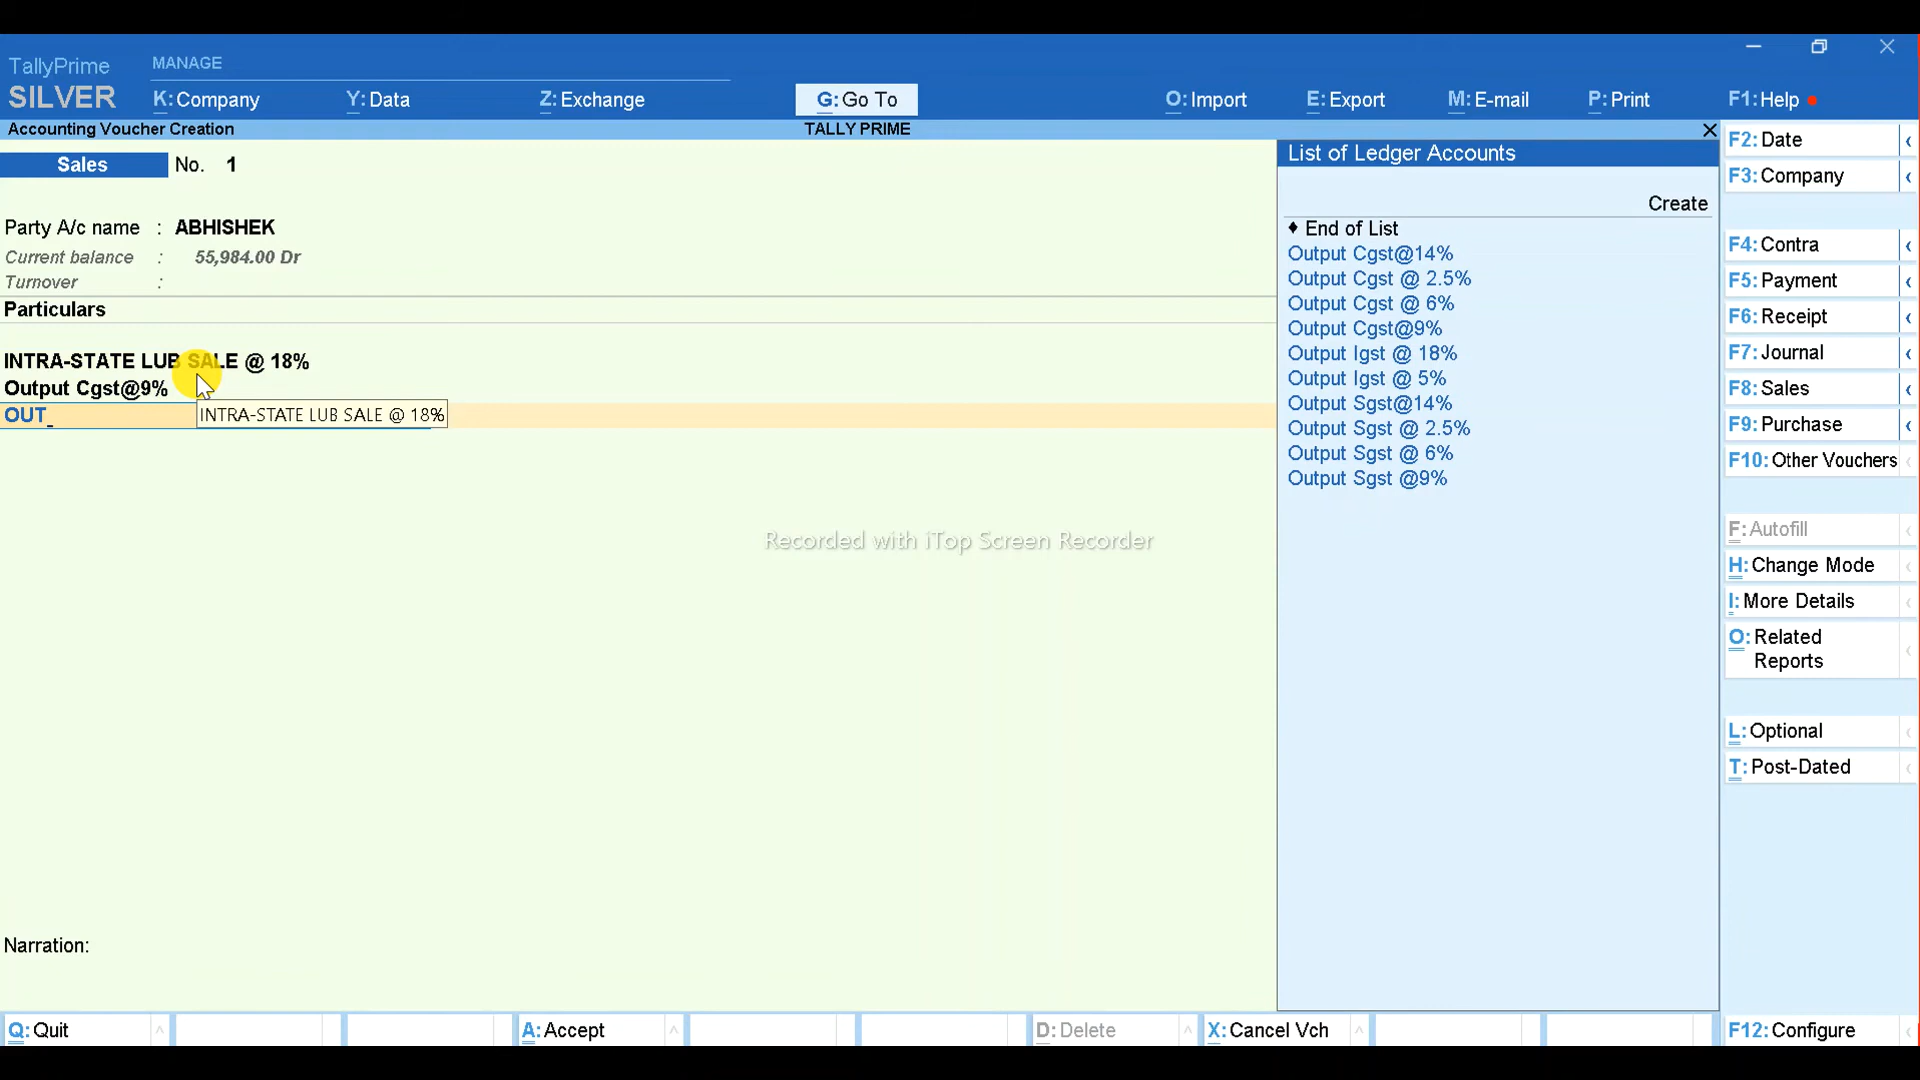 TallyPrime
MANAGE
SILVER
K:Company Y:Data Z:Exchange G:Go To O:Import E:Export M:E-mail P:Print F1:Help
Accounting Voucher Creation TALLY PRIME
Sales No. 1
Party A/c name : ABHISHEK
Current balance : 55,984.00 Dr
Turnover :
Particulars
INTRA-STATE LUB SALE @ 18%
Output Cgst@9%
OUT
INTRA-STATE LUB SALE @ 18%
Recorded with iTop Screen Recorder
Narration:
List of Ledger Accounts
Create
♦ End of List
Output Cgst@14%
Output Cgst @ 2.5%
Output Cgst @ 6%
Output Cgst@9%
Output Igst @ 18%
Output Igst @ 5%
Output Sgst@14%
Output Sgst @ 2.5%
Output Sgst @ 6%
Output Sgst @9%
F2:Date
F3:Company
F4:Contra
F5:Payment
F6:Receipt
F7:Journal
F8:Sales
F9:Purchase
F10:Other Vouchers
F:Autofill
H:Change Mode
I:More Details
O:Related
Reports
L:Optional
T:Post-Dated
Q:Quit A:Accept D:Delete X:Cancel Vch F12:Configure